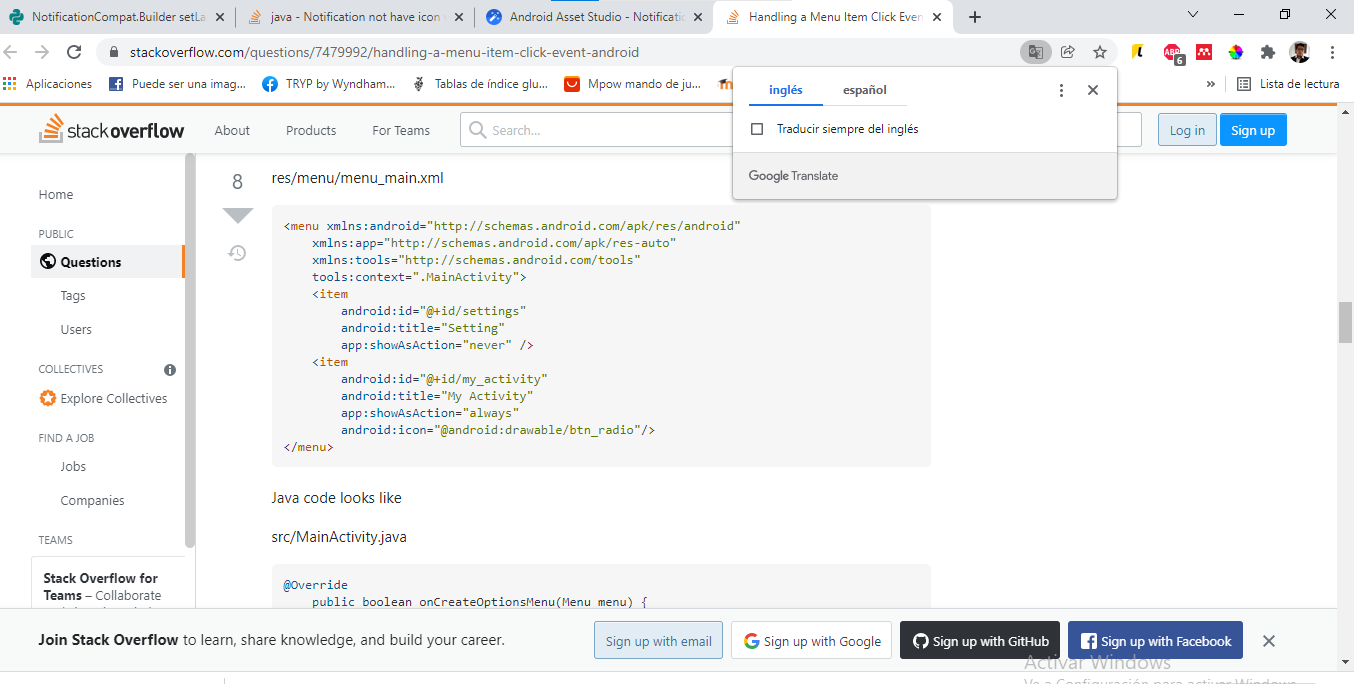 NotificationCompat.Builder setLa
java - Notification not have icon
Android Asset Studio - Notificatio
Handling a Menu Item Click Even
stackoverflow.com/questions/7479992/handling-a-menu-item-click-event-android
ABP
6
Aplicaciones
Puede ser una imag...
TRYP by Wyndham...
Tablas de índice glu...
Mpow mando de ju...
»
Lista de lectura
inglés
español
Traducir siempre del inglés
Google Translate
stackoverflow
About
Products
For Teams
Search...
Log in
Sign up
Home
PUBLIC
Questions
Tags
Users
COLLECTIVES
Explore Collectives
FIND A JOB
Jobs
Companies
TEAMS
Stack Overflow for
Teams – Collaborate
8
res/menu/menu_main.xml
<menu xmlns:android="http://schemas.android.com/apk/res/android"
xmlns:app="http://schemas.android.com/apk/res-auto"
xmlns:tools="http://schemas.android.com/tools"
tools:context=".MainActivity">
<item
android:id="@+id/settings"
android:title="Setting"
app:showAsAction="never" />
<item
android:id="@+id/my_activity"
android:title="My Activity"
app:showAsAction="always"
android:icon="@android:drawable/btn_radio"/>
</menu>
Java code looks like
src/MainActivity.java
@Override
public boolean onCreateOptionsMenu(Menu menu) {
Join Stack Overflow to learn, share knowledge, and build your career.
Sign up with email
Sign up with Google
Sign up with GitHub
Sign up with Facebook
Activar Windows
Ve a Configuración para activar Windows.